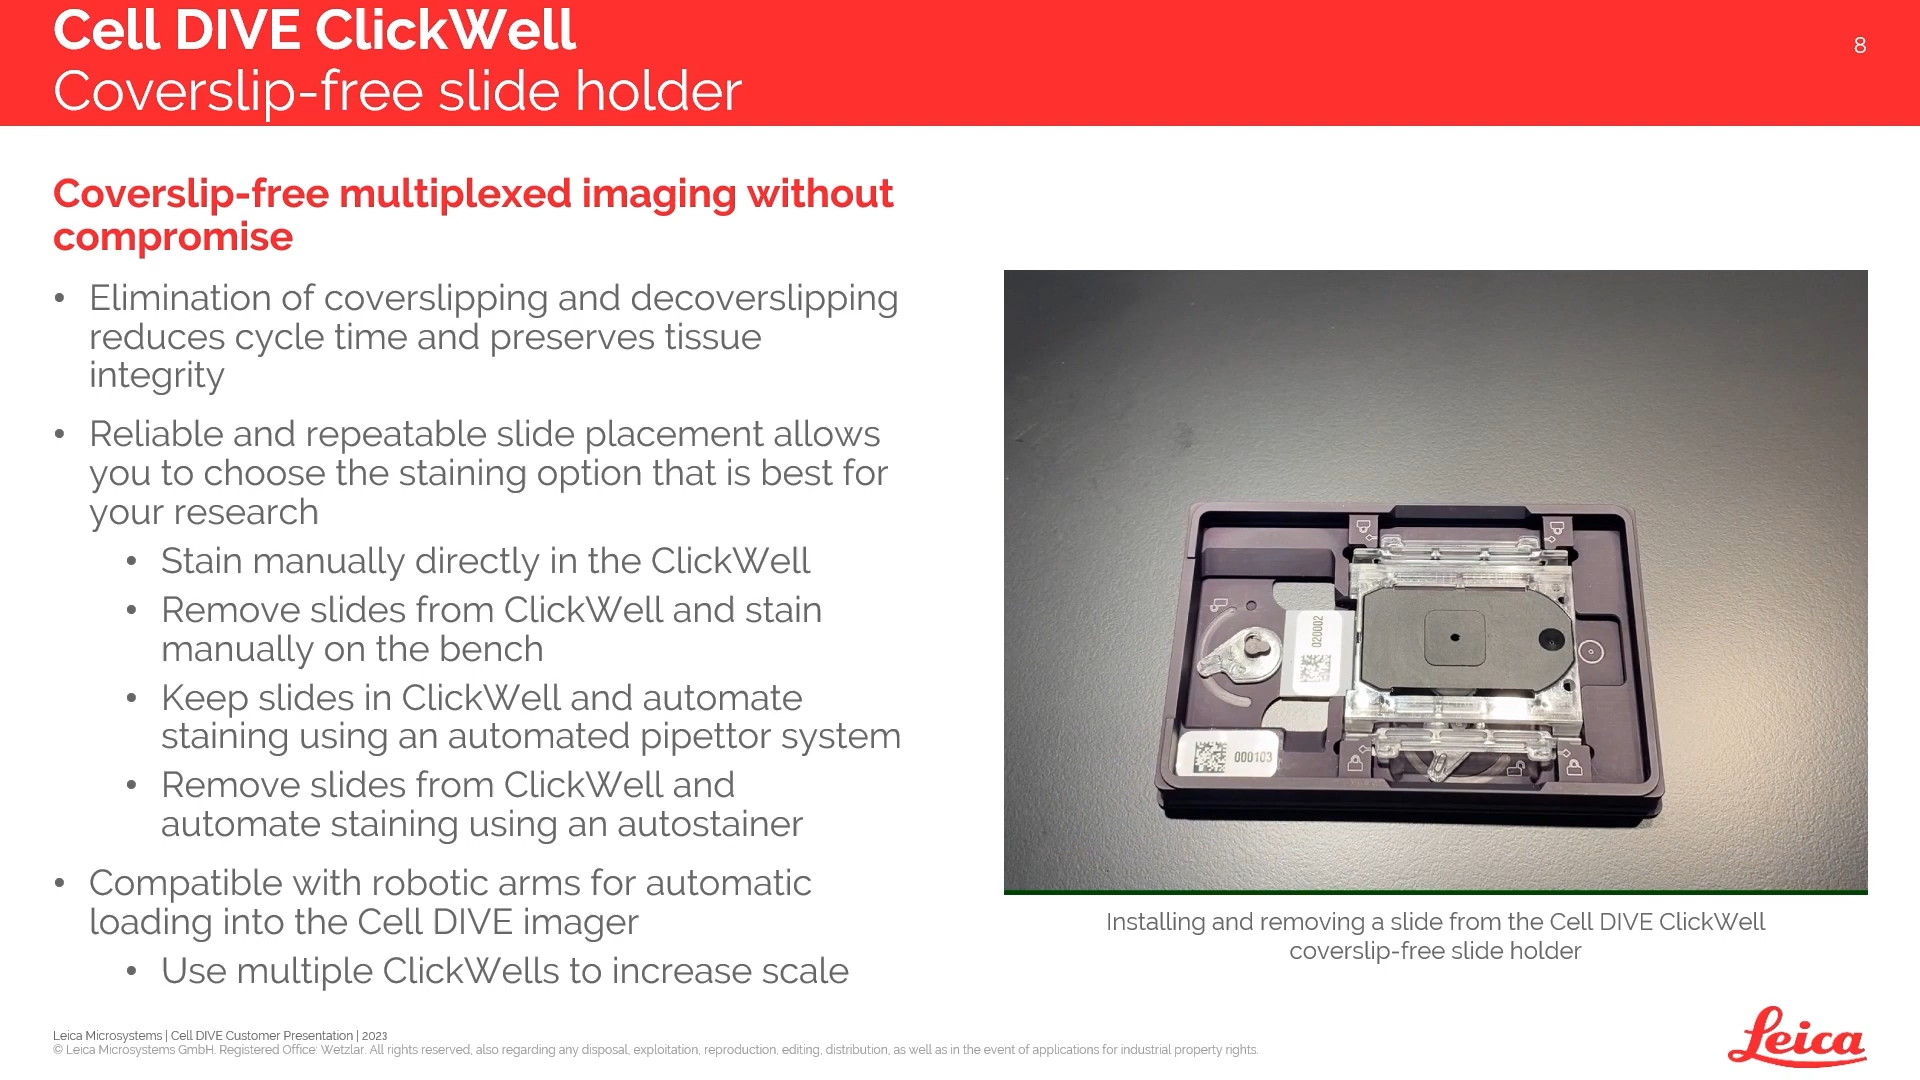 Cell DIVE ClickWell
8
Coverslip-free slide holder
Coverslip-free multiplexed imaging without
compromise
• Elimination of coverslipping and decoverslipping
reduces cycle time and preserves tissue
integrity
• Reliable and repeatable slide placement allows
you to choose the staining option that is best for
your research
• Stain manually directly in the ClickWell
• Remove slides from ClickWell and stain
manually on the bench
• Keep slides in ClickWell and automate
staining using an automated pipettor system
• Remove slides from ClickWell and
automate staining using an autostainer
• Compatible with robotic arms for automatic
loading into the Cell DIVE imager
• Use multiple ClickWells to increase scale
020002
000103
Installing and removing a slide from the Cell DIVE ClickWell
coverslip-free slide holder
Leica Microsystems | Cell DIVE Customer Presentation | 2023
© Leica Microsystems GmbH. Registered Office: Wetzlar. All rights reserved, also regarding any disposal, exploitation, reproduction, editing, distribution, as well as in the event of applications for industrial property rights.
Leica